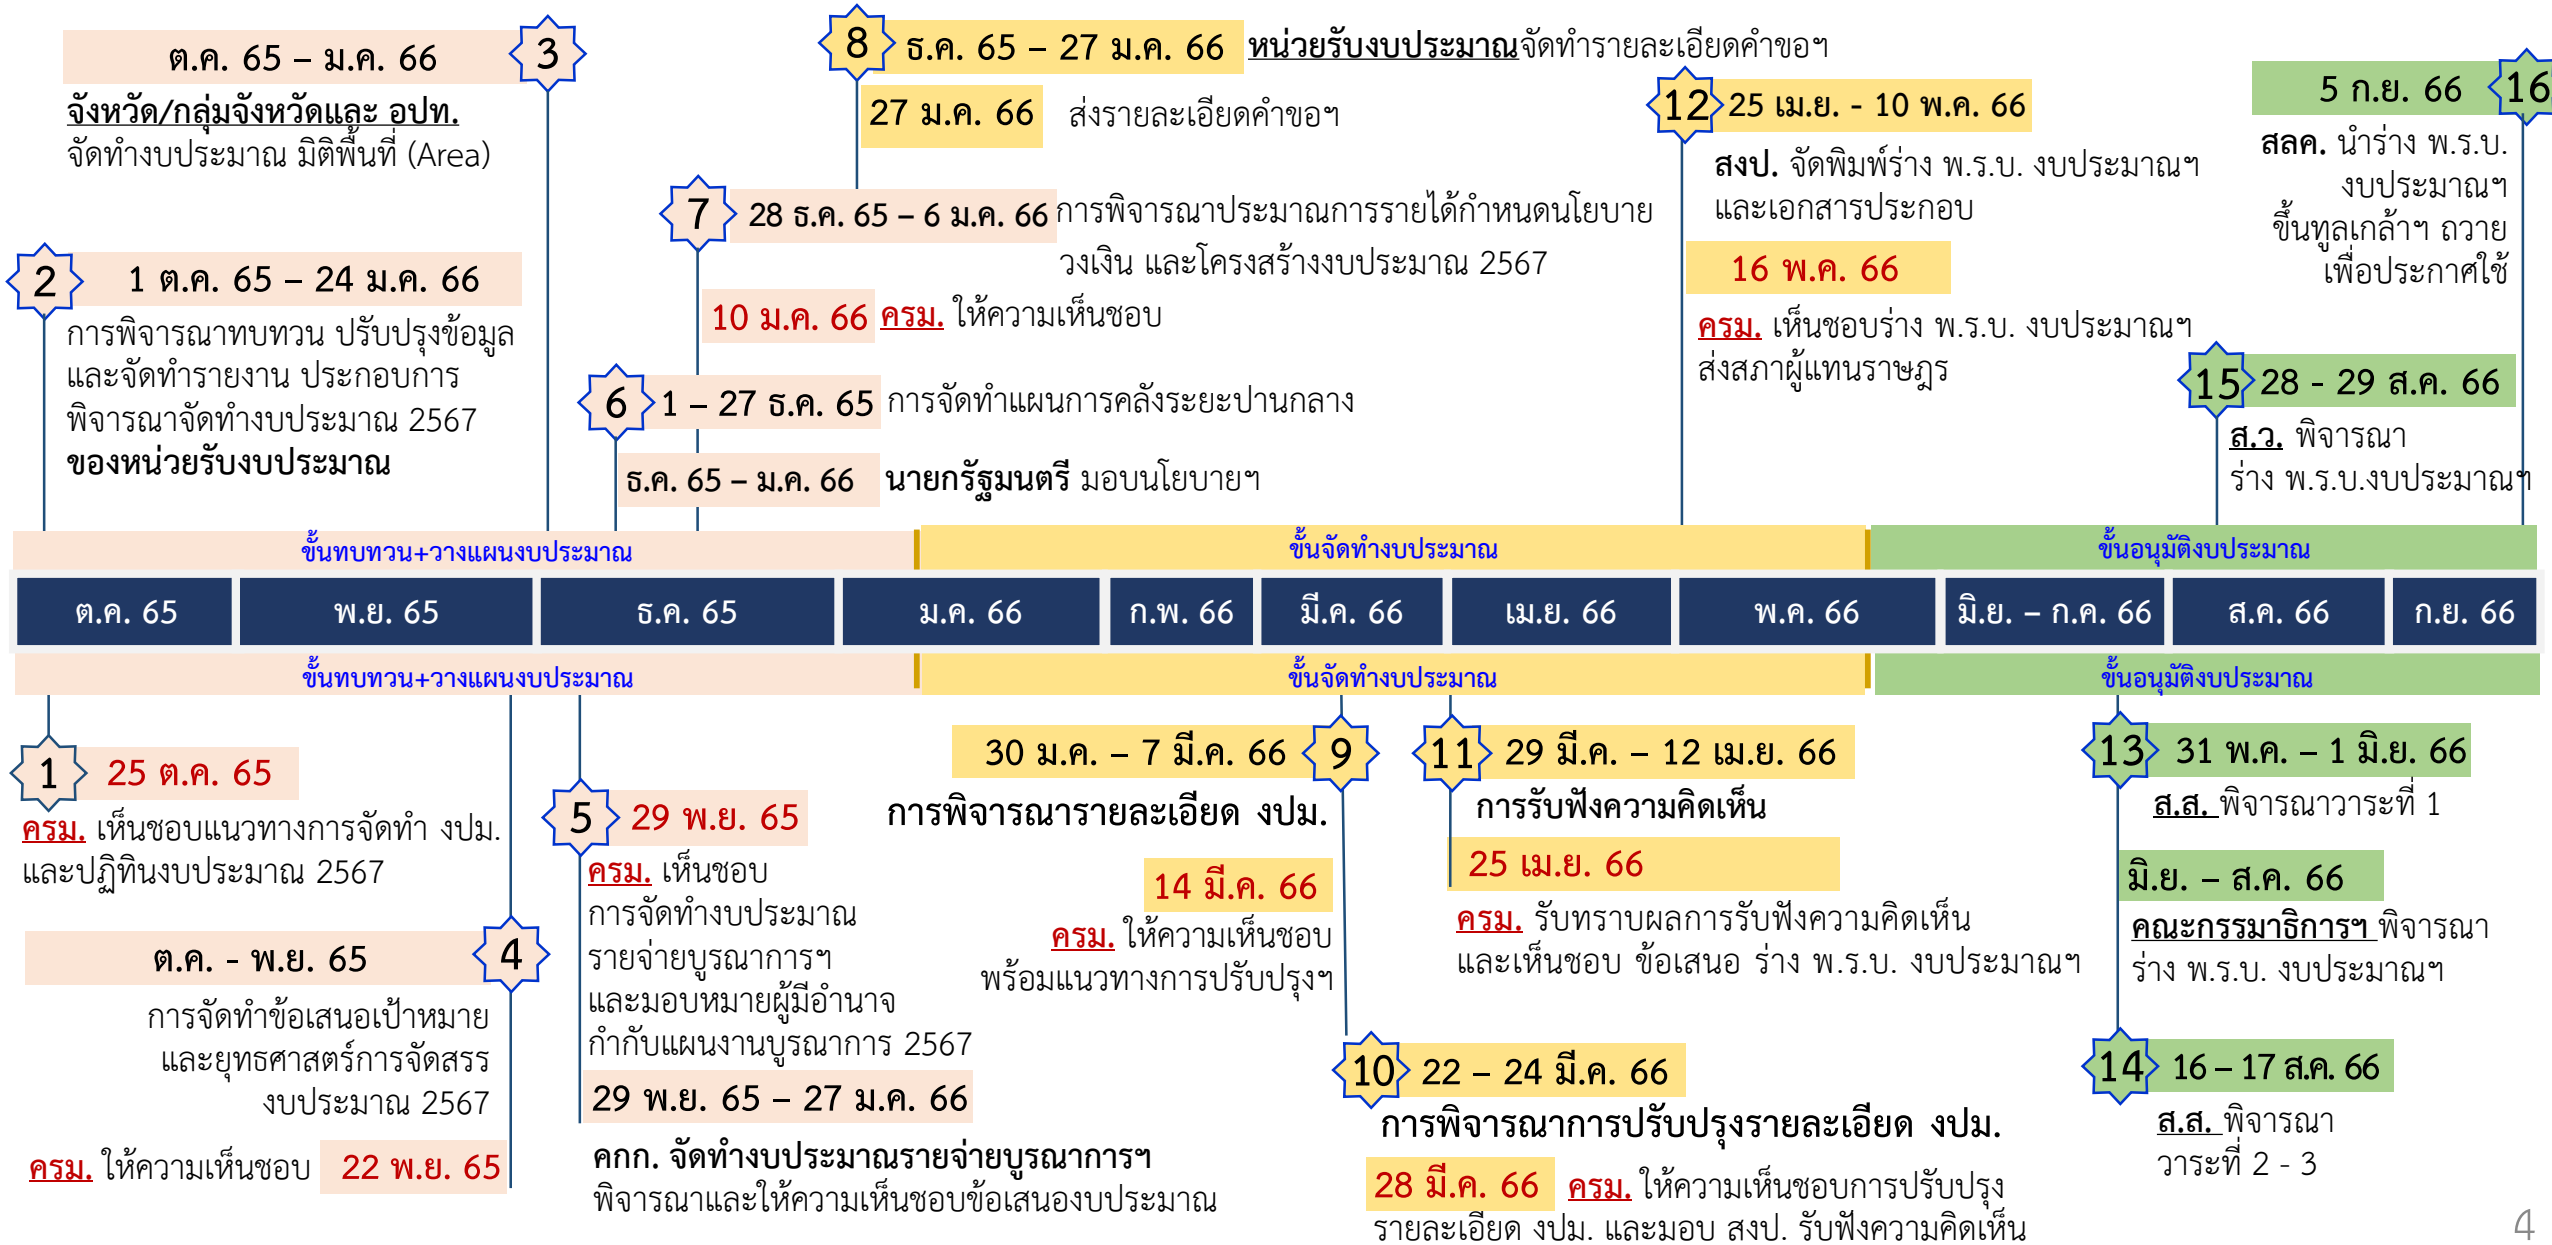 3
ต.ค. 65 – ม.ค. 66
จังหวัด/กลุ่มจังหวัดและ อปท.
จัดทำงบประมาณ มิติพื้นที่ (Area)
2
1 ต.ค. 65 – 24 ม.ค. 66
การพิจารณาทบทวน ปรับปรุงข้อมูล
และจัดทำรายงาน ประกอบการ
พิจารณาจัดทำงบประมาณ 2567
ของหน่วยรับงบประมาณ
8
ธ.ค. 65 – 27 ม.ค. 66 หน่วยรับงบประมาณจัดทำรายละเอียดคำขอฯ
27 ม.ค. 66 ส่งรายละเอียดคำขอฯ
7
28 ธ.ค. 65 – 6 ม.ค. 66 การพิจารณาประมาณการรายได้กำหนดนโยบาย
วงเงิน และโครงสร้างงบประมาณ 2567
10 ม.ค. 66 ครม. ให้ความเห็นชอบ
6
1 – 27 ธ.ค. 65 การจัดทำแผนการคลังระยะปานกลาง
ธ.ค. 65 – ม.ค. 66 นายกรัฐมนตรี มอบนโยบายฯ
12
25 เม.ย. - 10 พ.ค. 66
สงป. จัดพิมพ์ร่าง พ.ร.บ. งบประมาณฯ
และเอกสารประกอบ
16 พ.ค. 66
ครม. เห็นชอบร่าง พ.ร.บ. งบประมาณฯ
ส่งสภาผู้แทนราษฎร
16
5 ก.ย. 66
สลค. นำร่าง พ.ร.บ.
งบประมาณฯ
ขึ้นทูลเกล้าฯ ถวาย
เพื่อประกาศใช้
15
28 - 29 ส.ค. 66
ส.ว. พิจารณา
ร่าง พ.ร.บ.งบประมาณฯ
ขั้นทบทวน+วางแผนงบประมาณ
ขั้นจัดทำงบประมาณ
ขั้นอนุมัติงบประมาณ
ต.ค. 65
พ.ย. 65
ธ.ค. 65
ม.ค. 66
ก.พ. 66
มี.ค. 66
เม.ย. 66
พ.ค. 66
มิ.ย. – ก.ค. 66
ส.ค. 66
ก.ย. 66
ขั้นทบทวน+วางแผนงบประมาณ
ขั้นจัดทำงบประมาณ
ขั้นอนุมัติงบประมาณ
1
25 ต.ค. 65
ครม. เห็นชอบแนวทางการจัดทำ งปม.
และปฏิทินงบประมาณ 2567
4
ต.ค. - พ.ย. 65
การจัดทำข้อเสนอเป้าหมาย
และยุทธศาสตร์การจัดสรร
งบประมาณ 2567
ครม. ให้ความเห็นชอบ 22 พ.ย. 65
5
29 พ.ย. 65
ครม. เห็นชอบ
การจัดทำงบประมาณ
รายจ่ายบูรณาการฯ
และมอบหมายผู้มีอำนาจ
กำกับแผนงานบูรณาการ 2567
29 พ.ย. 65 – 27 ม.ค. 66
คกก. จัดทำงบประมาณรายจ่ายบูรณาการฯ
พิจารณาและให้ความเห็นชอบข้อเสนองบประมาณ
9
30 ม.ค. – 7 มี.ค. 66
การพิจารณารายละเอียด งปม.
14 มี.ค. 66
ครม. ให้ความเห็นชอบ
พร้อมแนวทางการปรับปรุงฯ
11
29 มี.ค. – 12 เม.ย. 66
การรับฟังความคิดเห็น
25 เม.ย. 66
ครม. รับทราบผลการรับฟังความคิดเห็น
และเห็นชอบ ข้อเสนอ ร่าง พ.ร.บ. งบประมาณฯ
10
22 – 24 มี.ค. 66
การพิจารณาการปรับปรุงรายละเอียด งปม.
28 มี.ค. 66 ครม. ให้ความเห็นชอบการปรับปรุง
รายละเอียด งปม. และมอบ สงป. รับฟังความคิดเห็น
13
31 พ.ค. – 1 มิ.ย. 66
ส.ส. พิจารณาวาระที่ 1
มิ.ย. – ส.ค. 66
คณะกรรมาธิการฯ พิจารณา
ร่าง พ.ร.บ. งบประมาณฯ
14
16 – 17 ส.ค. 66
ส.ส. พิจารณา
วาระที่ 2 - 3
4